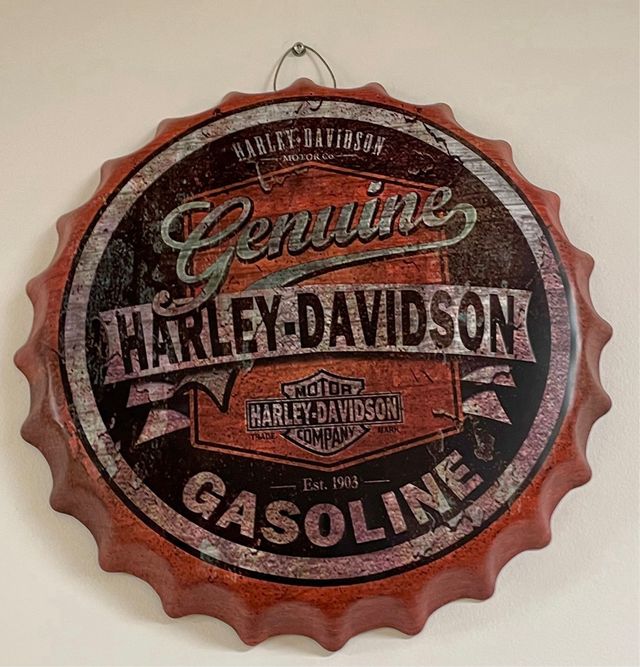 HARLEY-DAVIDSON
MOTOR Co
Genuine
HARLEY-DAVIDSON
MOTOR
HARLEY-DAVIDSON
TRADE COMPANY MARK
Est. 1903
GASOLINE